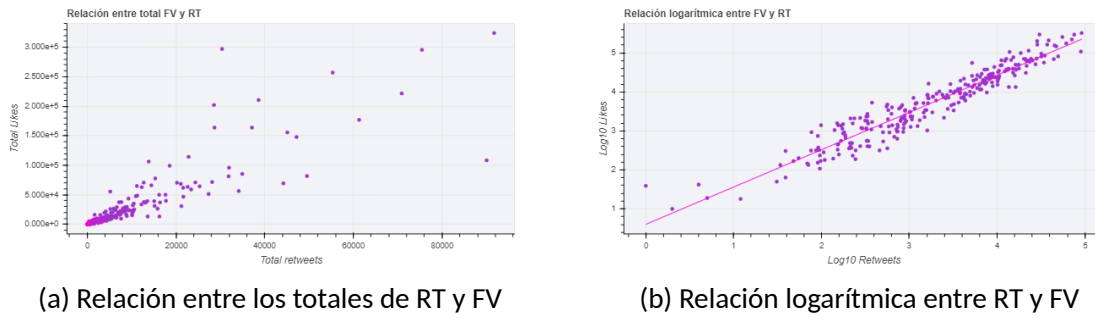 Relación entre total FV y RT
3.000e+5
2.500e+5
2.000e+5
1.500e+5
1.000e+5
5.000e+4
0.000e+0
Total Likes
0 20000 40000 60000 80000
Total retweets
(a) Relación entre los totales de RT y FV
Relación logarítmica entre FV y RT
5
4
3
2
1
Log10 Likes
0 1 2 3 4 5
Log10 Retweets
(b) Relación logarítmica entre RT y FV